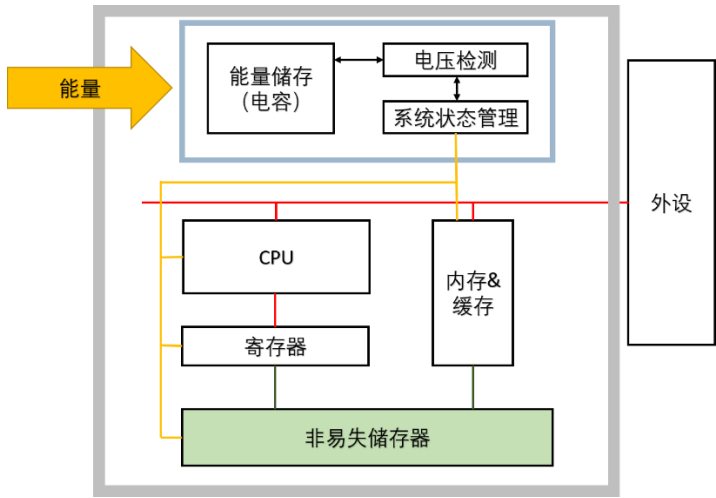 能量
能量储存
（电容）
电压检测
系统状态管理
外设
CPU
内存&
缓存
寄存器
非易失储存器